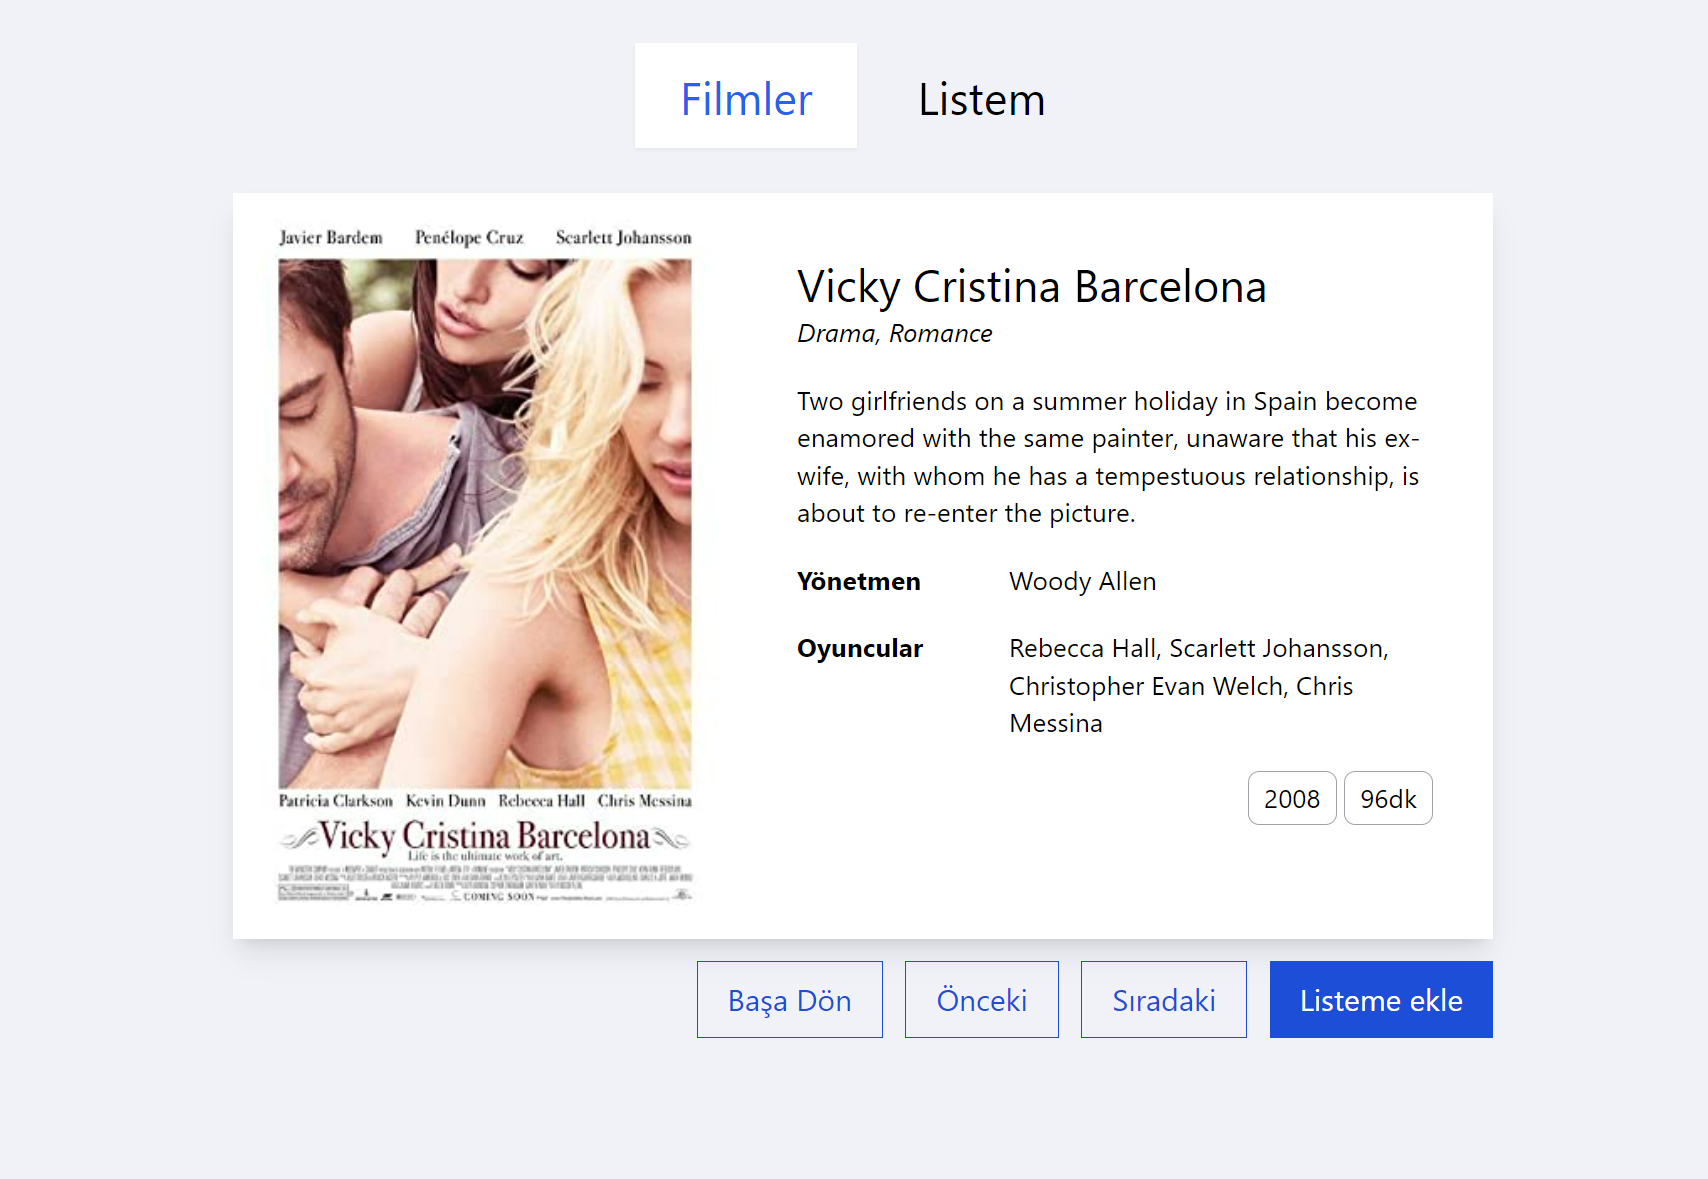 Filmler Listem
Javier Bardem Penélope Cruz Scarlett Johansson
Patricia Clarkson Kevin Dunn Rebecca Hall Chris Messina
Vicky Cristina Barcelona
Life is the ultimate work of art.
COMING SOON
Vicky Cristina Barcelona
Drama, Romance
Two girlfriends on a summer holiday in Spain become
enamored with the same painter, unaware that his ex-
wife, with whom he has a tempestuous relationship, is
about to re-enter the picture.
Yönetmen Woody Allen
Oyuncular Rebecca Hall, Scarlett Johansson,
Christopher Evan Welch, Chris
Messina
2008 96dk
Başa Dön Önceki Sıradaki Listeme ekle